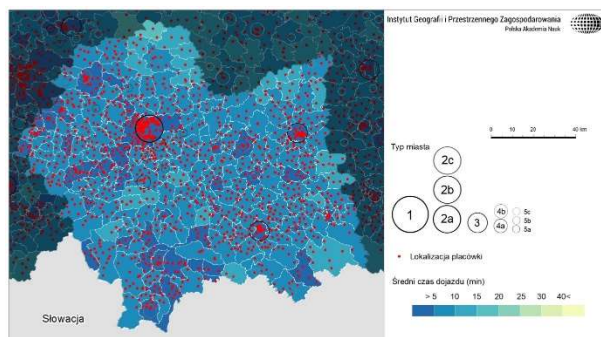 Instytut Geografii i Przestrzennego Zagospodarowania
Polska Akademia Nauk
0 10 20 40 km
Typ miasta
2c
2b
1 2a 3 4b 4a 5c 5b 5a
Lokalizacja placówki
Średni czas dojazdu (min)
> 5 10 15 20 25 30 40<
Słowacja